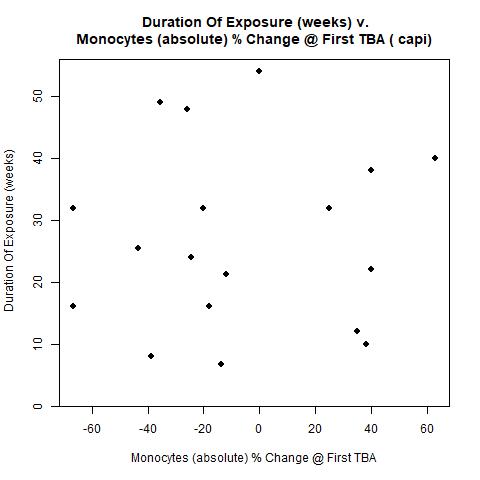 Duration Of Exposure (weeks) v.
Monocytes (absolute) % Change @ First TBA ( capi)
Duration Of Exposure (weeks)
50
40
30
20
10
0
-60 -40 -20 0 20 40 60
Monocytes (absolute) % Change @ First TBA